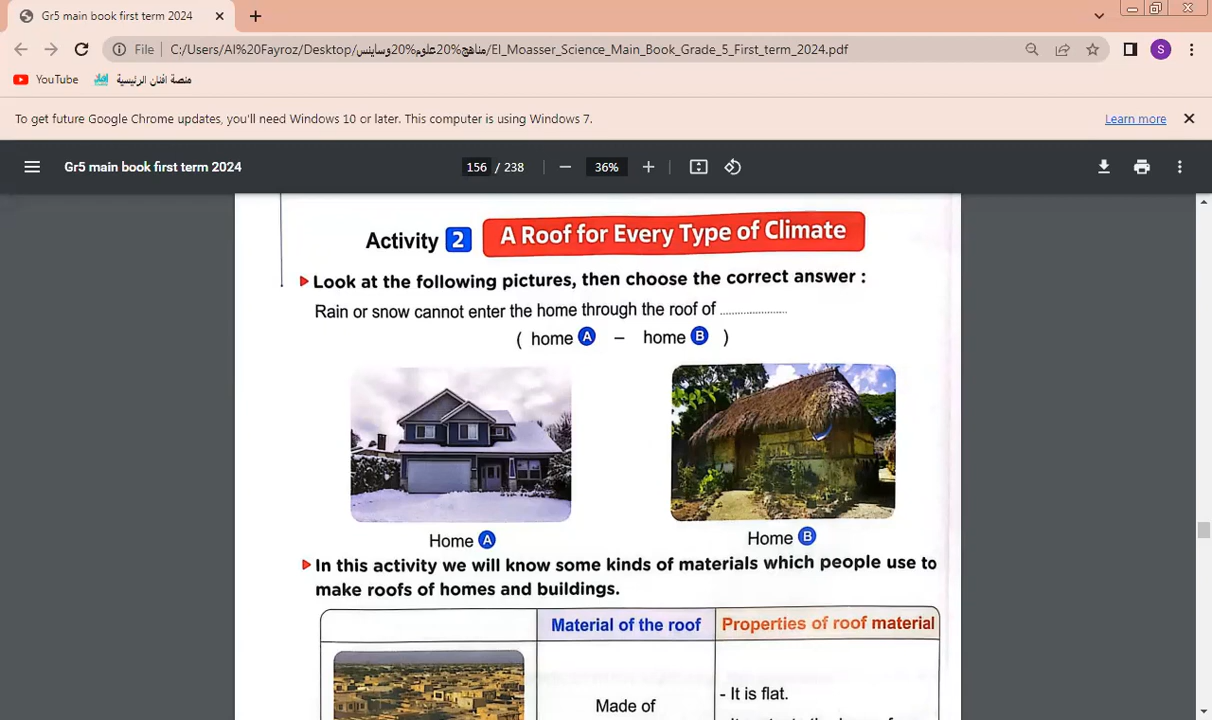 Gr5 main book first term 2024
File C:/Users/Al%20Fayroz/Desktop/مناهج%20علوم%20وساينس/El_Moasser_Science_Main_Book_Grade_5_First_term_2024.pdf
S
YouTube منصة أفنان الرئيسية
To get future Google Chrome updates, you'll need Windows 10 or later. This computer is using Windows 7. Learn more
Gr5 main book first term 2024 156 / 238 36%
Activity 2 A Roof for Every Type of Climate
Look at the following pictures, then choose the correct answer :
Rain or snow cannot enter the home through the roof of ....................
( home A – home B )
Home A Home B
In this activity we will know some kinds of materials which people use to
make roofs of homes and buildings.
Material of the roof Properties of roof material
- It is flat.
Made of